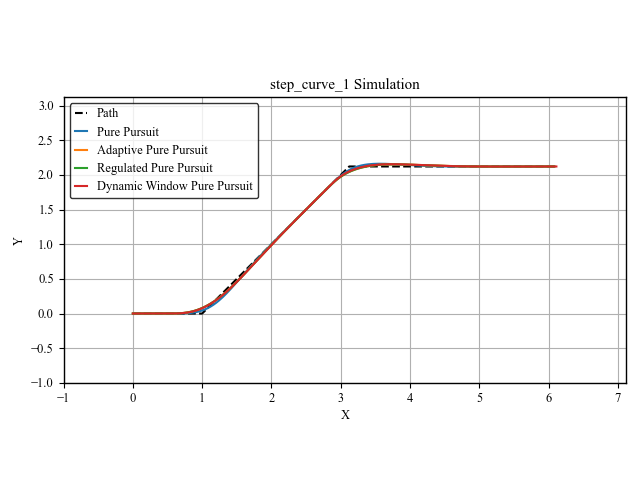 step_curve_1 Simulation
3.0
2.5
2.0
1.5
1.0
0.5
0.0
−0.5
−1.0
Y
Path
Pure Pursuit
Adaptive Pure Pursuit
Regulated Pure Pursuit
Dynamic Window Pure Pursuit
−1 0 1 2 3 4 5 6 7
X